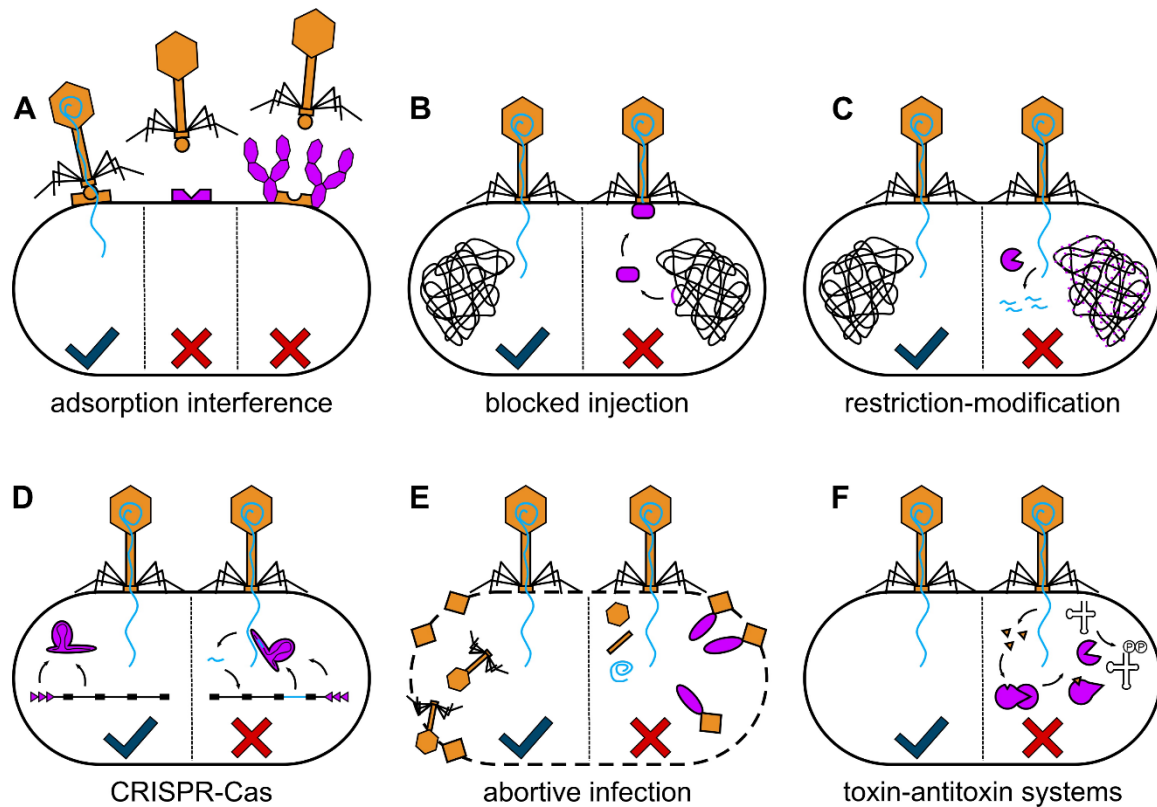 A
B
C
adsorption interference
blocked injection
restriction-modification
D
E
F
P P
CRISPR-Cas
abortive infection
toxin-antitoxin systems